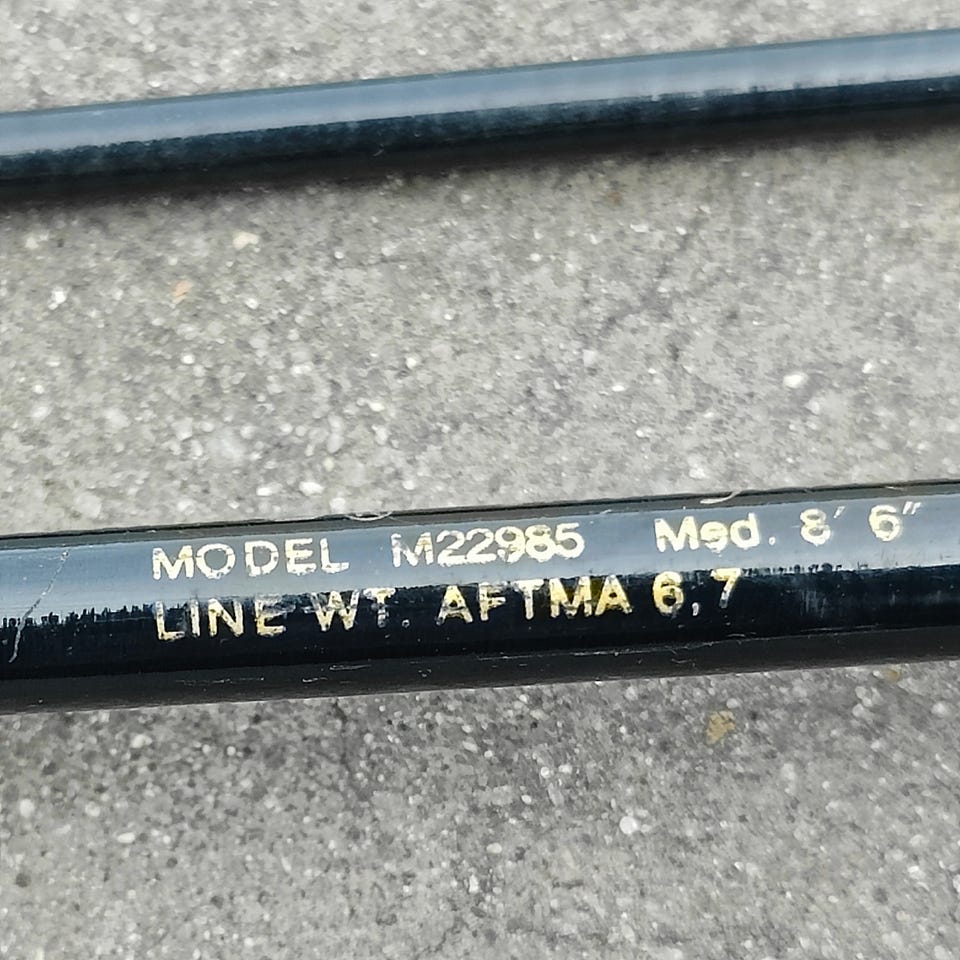 MODEL M22985 Med. 8' 6"
LINE WT. AFTMA 6,7